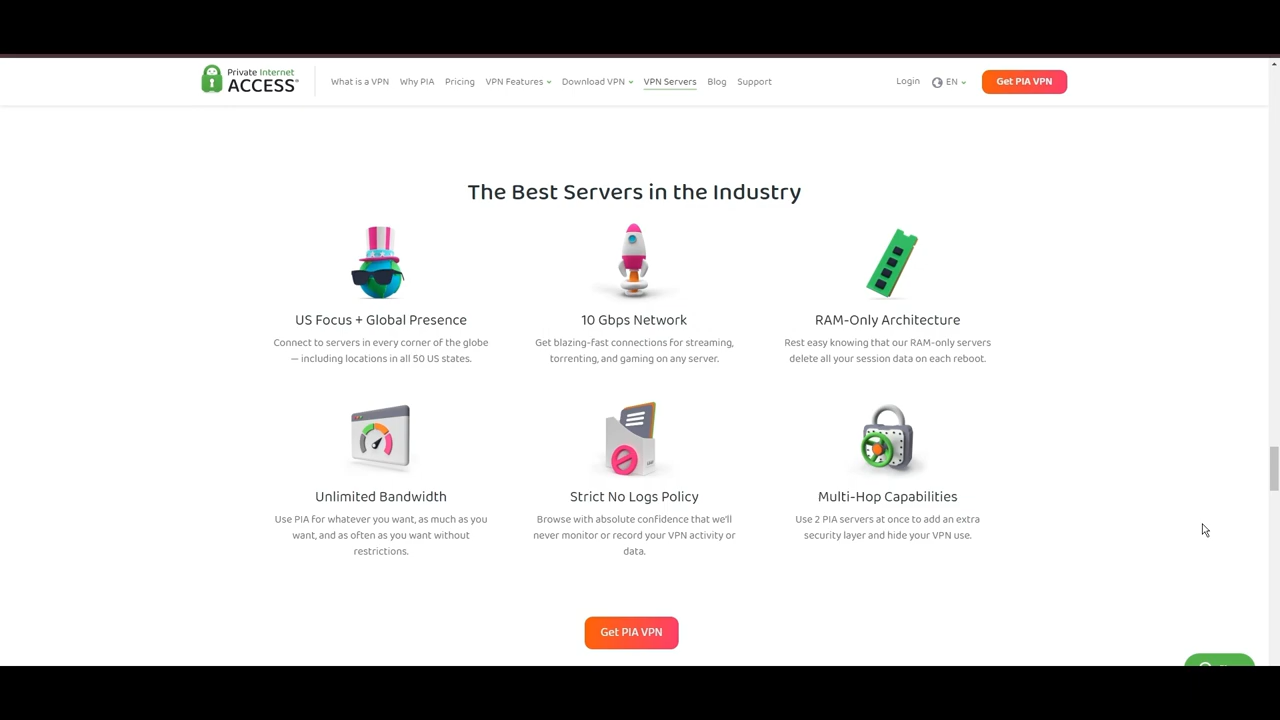 Private Internet
ACCESS®
What is a VPN Why PIA Pricing VPN Features Download VPN VPN Servers Blog Support Login EN Get PIA VPN
The Best Servers in the Industry
US Focus + Global Presence
Connect to servers in every corner of the globe
— including locations in all 50 US states.
10 Gbps Network
Get blazing-fast connections for streaming,
torrenting, and gaming on any server.
RAM-Only Architecture
Rest easy knowing that our RAM-only servers
delete all your session data on each reboot.
Unlimited Bandwidth
Use PIA for whatever you want, as much as you
want, and as often as you want without
restrictions.
Strict No Logs Policy
Browse with absolute confidence that we'll
never monitor or record your VPN activity or
data.
Multi-Hop Capabilities
Use 2 PIA servers at once to add an extra
security layer and hide your VPN use.
Get PIA VPN